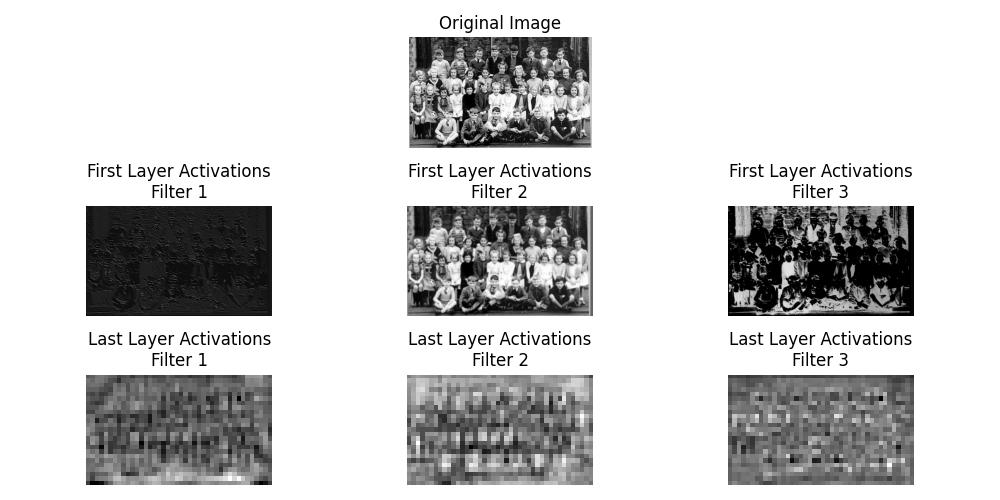 Original Image
First Layer Activations
Filter 1
First Layer Activations
Filter 2
First Layer Activations
Filter 3
Last Layer Activations
Filter 1
Last Layer Activations
Filter 2
Last Layer Activations
Filter 3